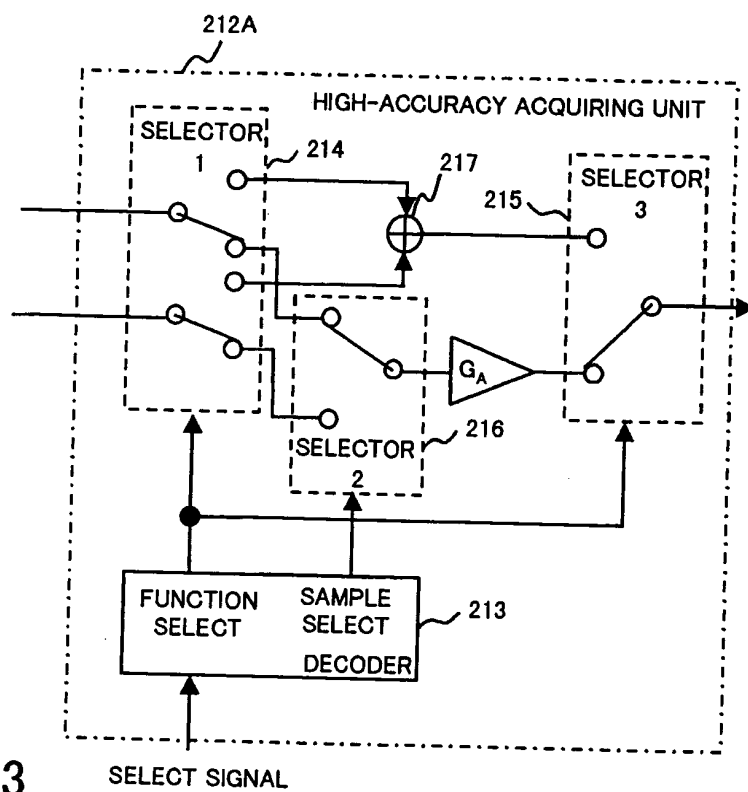 212A
HIGH-ACCURACY ACQUIRING UNIT
SELECTOR
1
214
217
215
SELECTOR
3
G_A
216
SELECTOR
2
FUNCTION
SELECT
SAMPLE
SELECT
DECODER
213
3
SELECT SIGNAL